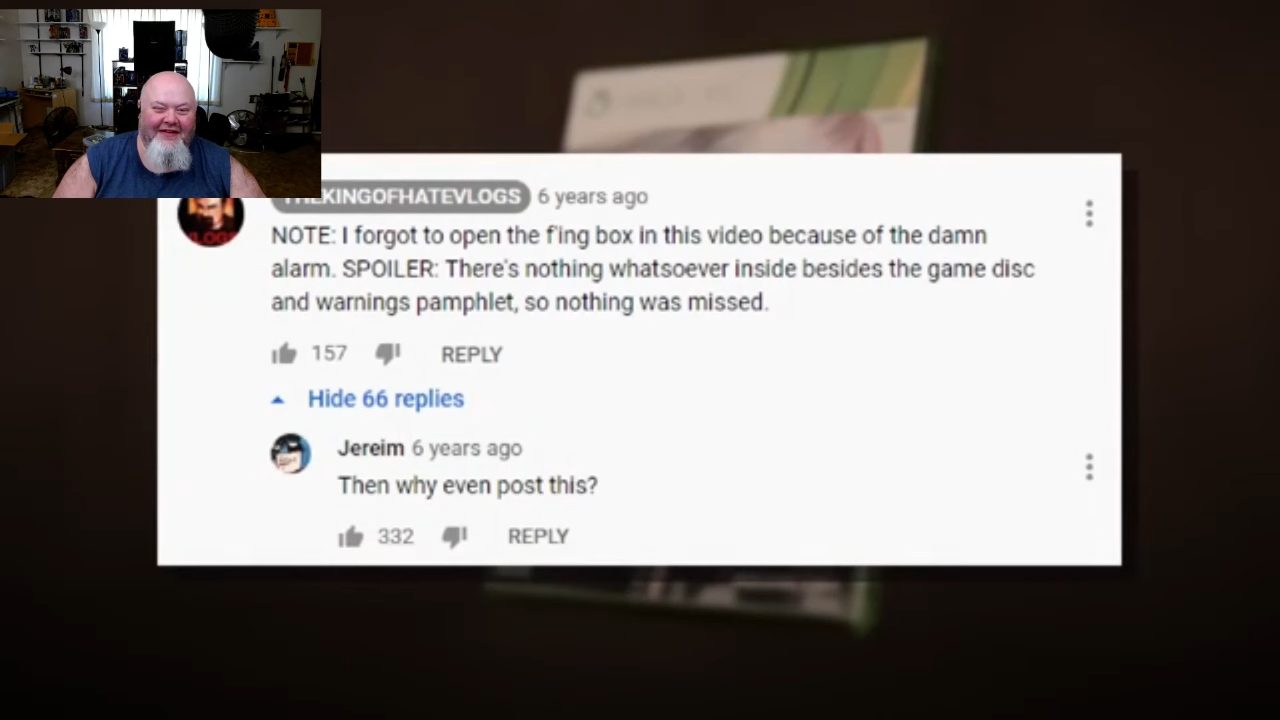 THEKINGOFHATEVLOGS 6 years ago
NOTE: I forgot to open the f'ing box in this video because of the damn
alarm. SPOILER: There's nothing whatsoever inside besides the game disc
and warnings pamphlet, so nothing was missed.
157 REPLY
Hide 66 replies
Jereim 6 years ago
Then why even post this?
332 REPLY